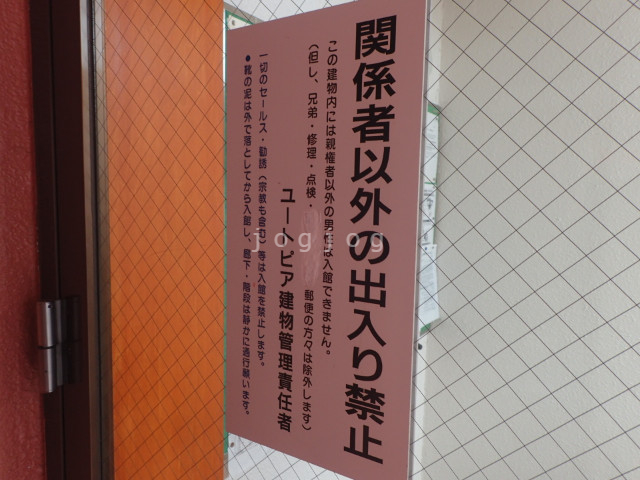 関係者以外の出入り禁止
この建物内には親権者以外の男性は入館できません。
(但し、兄弟・修理・点検・ 郵便の方々は除外します)
ユートピア建物管理責任者
一切のセールス・勧誘(宗教も含む)等は入館を禁止します。
●靴の泥は外で落としてから入館し、廊下・階段は静かに通行願います。
jogjog